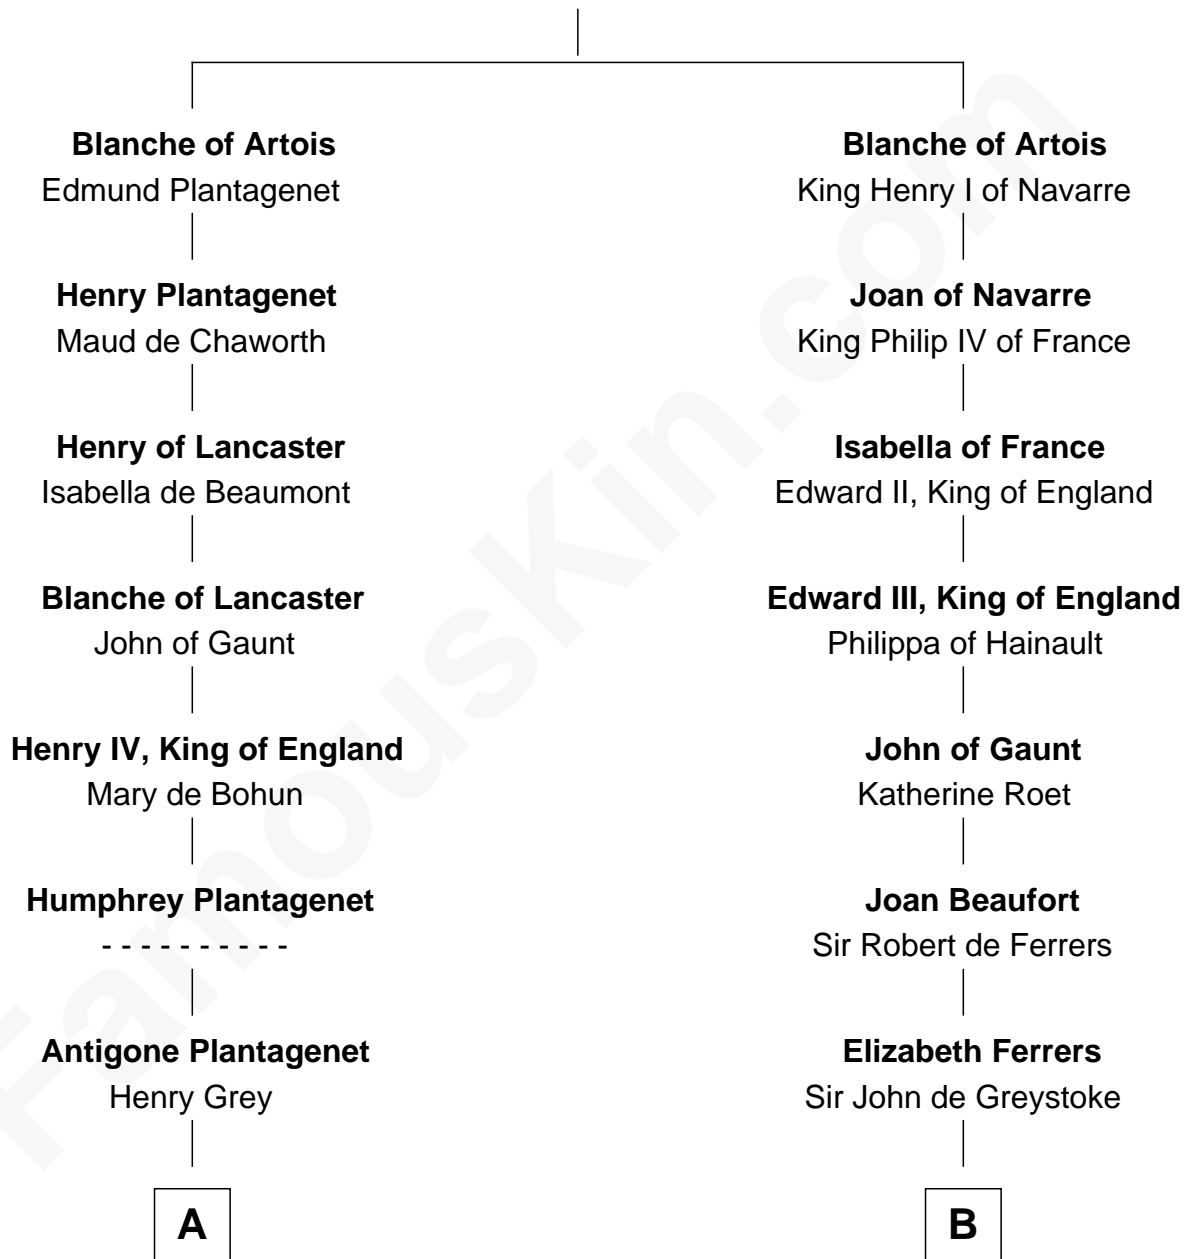 Blanche of Artois
Edmund Plantagenet
Henry Plantagenet
Maud de Chaworth
Henry of Lancaster
Isabella de Beaumont
Blanche of Lancaster
John of Gaunt
Henry IV, King of England
Mary de Bohun
Humphrey Plantagenet
- - - - - - - - - -
Antigone Plantagenet
Henry Grey
A
Blanche of Artois
King Henry I of Navarre
Joan of Navarre
King Philip IV of France
Isabella of France
Edward II, King of England
Edward III, King of England
Philippa of Hainault
John of Gaunt
Katherine Roet
Joan Beaufort
Sir Robert de Ferrers
Elizabeth Ferrers
Sir John de Greystoke
B
FamousKin.com